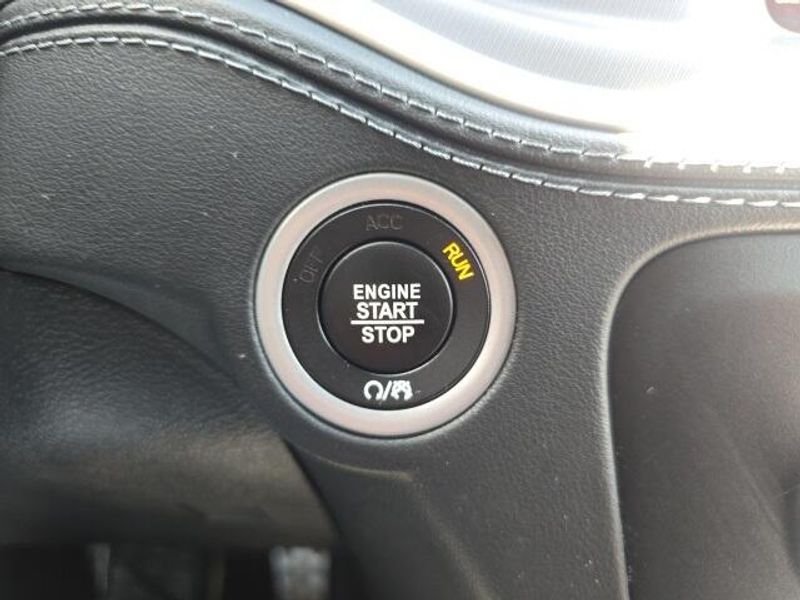 ACC
OFF
RUN
ENGINE
START
STOP